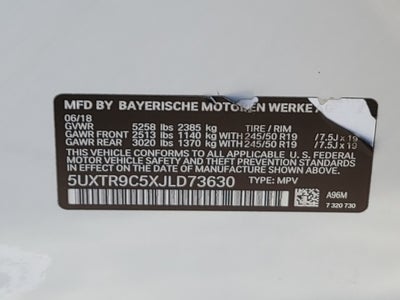 MFD BY BAYERISCHE MOTOREN WERKE
06/18
GVWR 5258 lbs 2385 kg TIRE / RIM
GAWR FRONT 2513 lbs 1140 kg WITH 245/50 R19 /7.5J x 19
GAWR REAR 3020 lbs 1370 kg WITH 245/50 R19 /7.5J x 19
THIS VEHICLE CONFORMS TO ALL APPLICABLE U.S. FEDERAL
MOTOR VEHICLE SAFETY STANDARDS IN EFFECT ON THE DATE
OF MANUFACTURE SHOWN ABOVE.
5UXTR9C5XJLD73630 TYPE: MPV
A96M
7 320 730